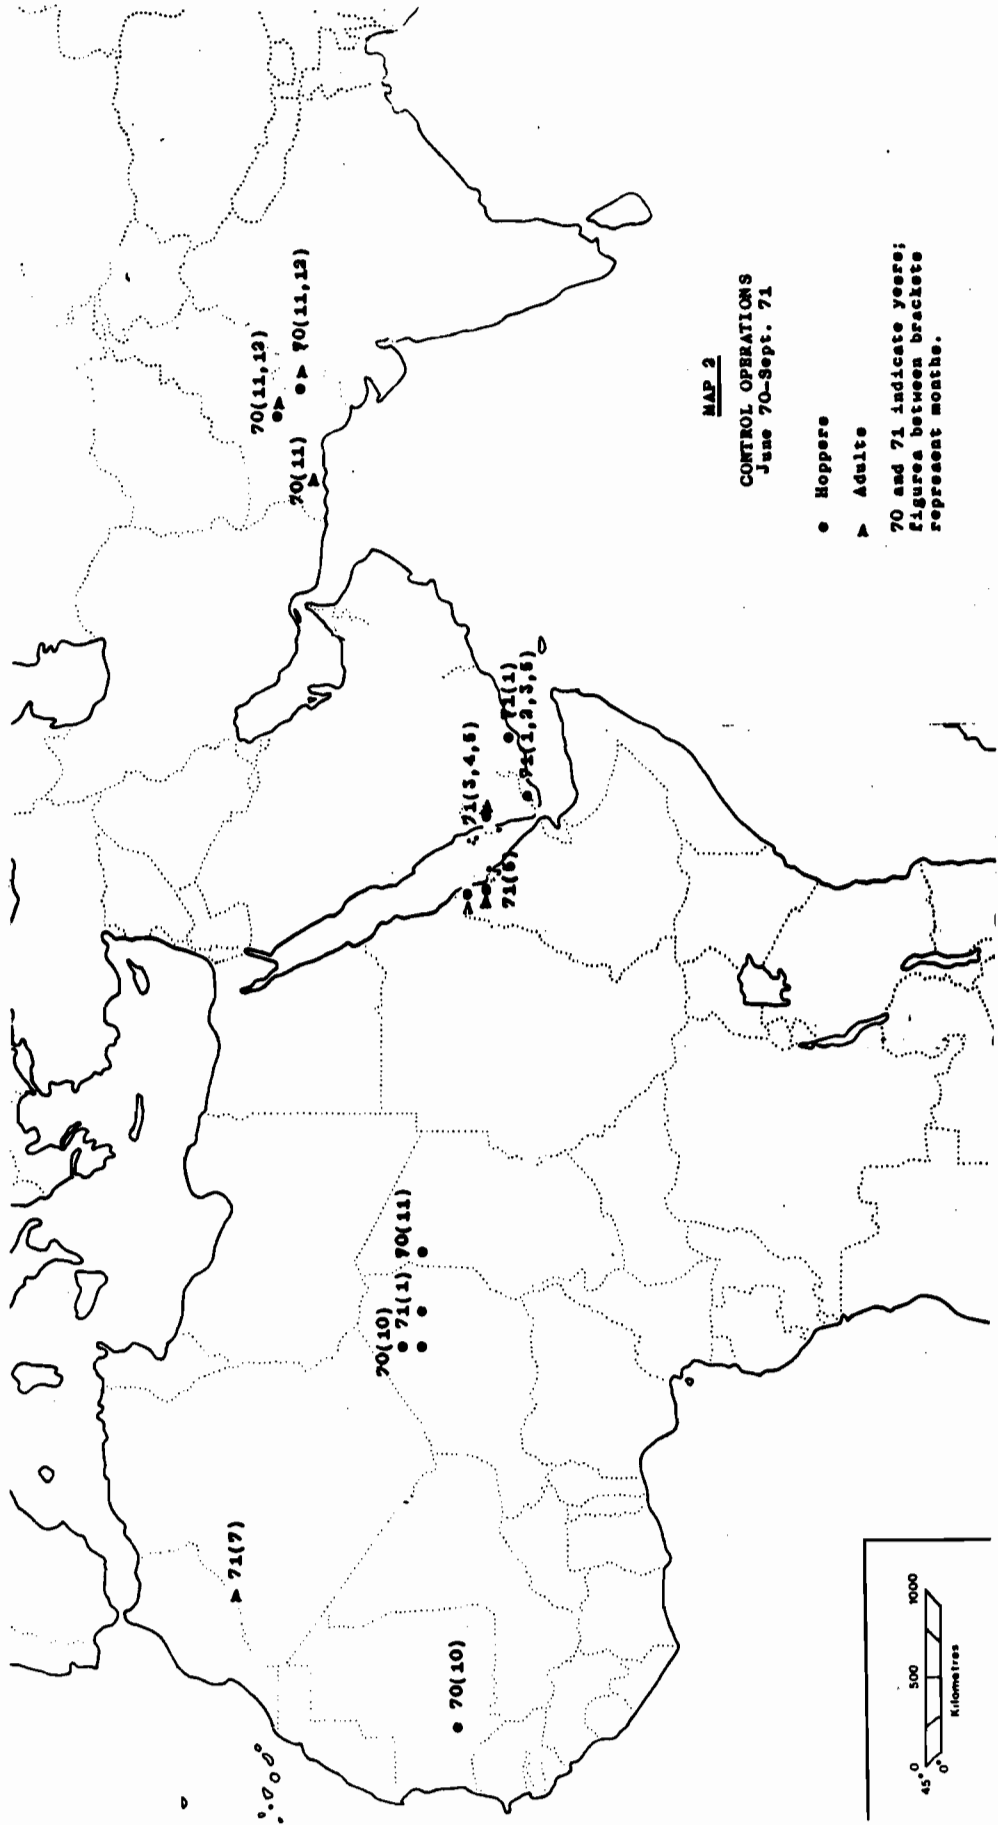 MAP 2
CONTROL OPERATIONS
June 70-Sept. 71
● Hoppers
▲ Adults
70 and 71 indicate years;
figures between brackets
represent months.
71(7)
70(10)
70(10)
71(1)
70(11)
71(5)
71(3,4,5)
71(1)
71(1,2,3,5)
70(11)
70(11,12)
70(11,12)
45°
0°
0
500
1000
Kilometres